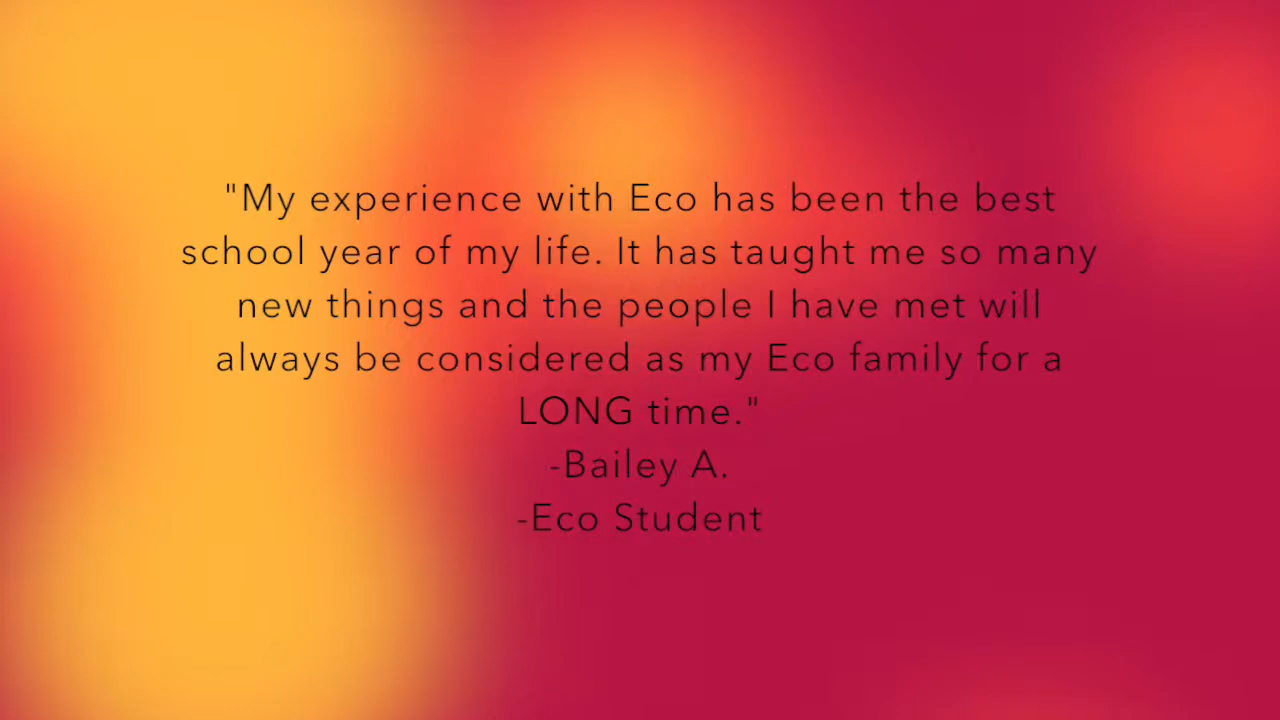 "My experience with Eco has been the best
school year of my life. It has taught me so many
new things and the people I have met will
always be considered as my Eco family for a
LONG time."
-Bailey A.
-Eco Student